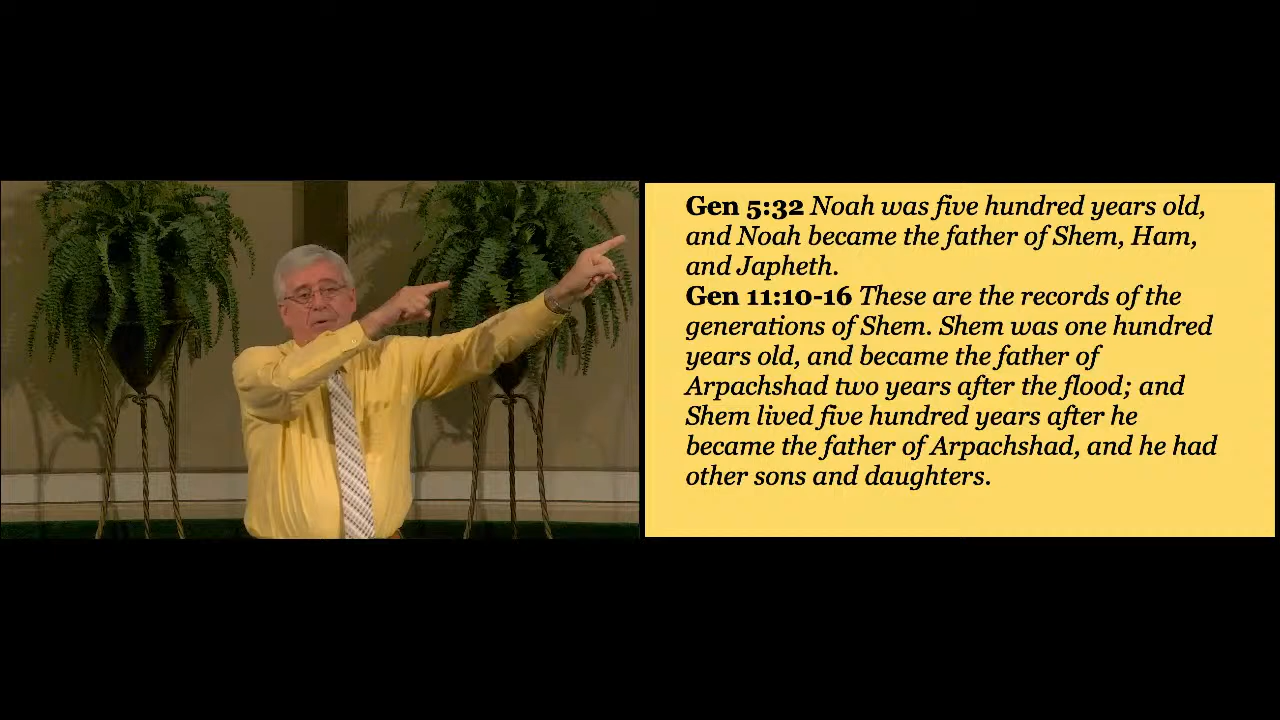 Gen 5:32 Noah was five hundred years old,
and Noah became the father of Shem, Ham,
and Japheth.
Gen 11:10-16 These are the records of the
generations of Shem. Shem was one hundred
years old, and became the father of
Arpachshad two years after the flood; and
Shem lived five hundred years after he
became the father of Arpachshad, and he had
other sons and daughters.